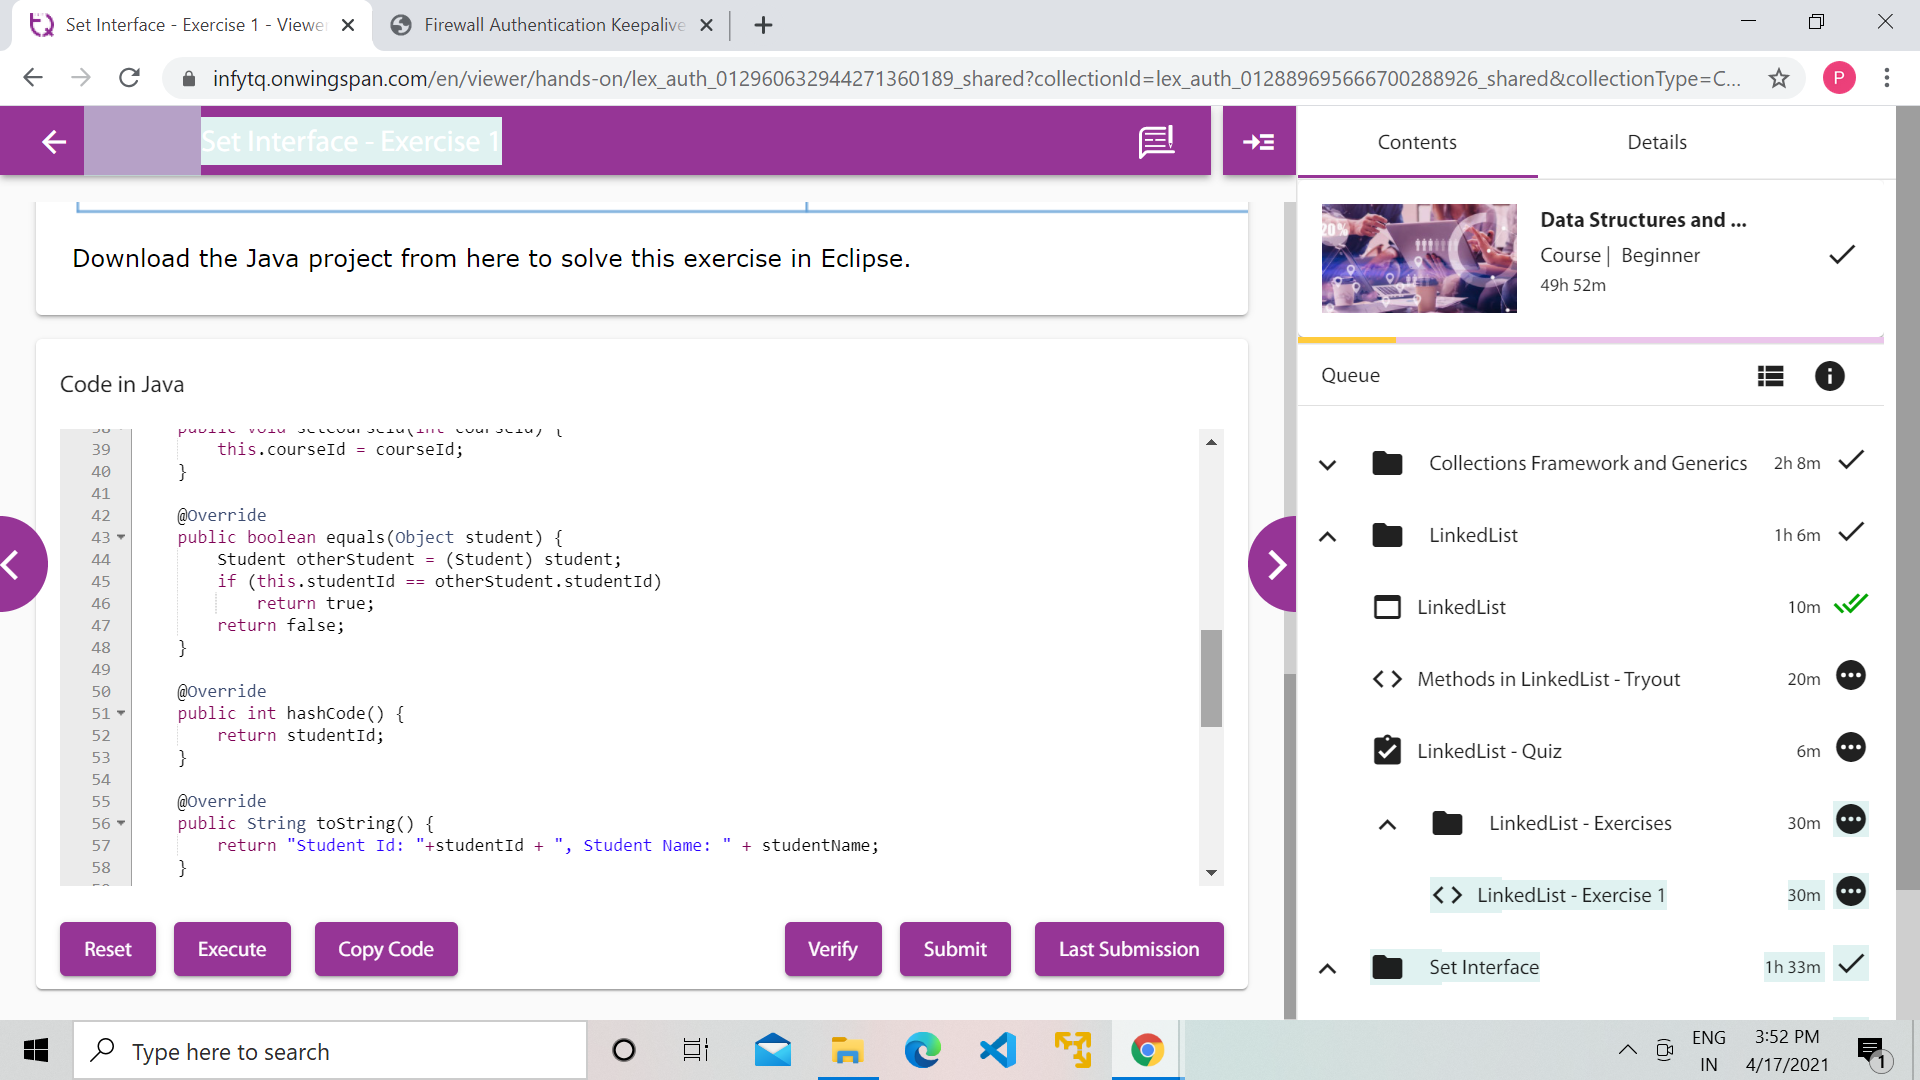 Set Interface - Exercise 1 - Viewer
Firewall Authentication Keepalive
infytq.onwingspan.com/en/viewer/hands-on/lex_auth_012960632944271360189_shared?collectionId=lex_auth_012889695666700288926_shared&collectionType=C...
P
Set Interface - Exercise 1
Contents
Details
Download the Java project from here to solve this exercise in Eclipse.
Data Structures and ...
Course | Beginner
49h 52m
Queue
Code in Java
38 public void setCourseId(int courseId) {
39 this.courseId = courseId;
40 }
41
42 @Override
43 public boolean equals(Object student) {
44 Student otherStudent = (Student) student;
45 if (this.studentId == otherStudent.studentId)
46 return true;
47 return false;
48 }
49
50 @Override
51 public int hashCode() {
52 return studentId;
53 }
54
55 @Override
56 public String toString() {
57 return "Student Id: "+studentId + ", Student Name: " + studentName;
58 }
Reset
Execute
Copy Code
Verify
Submit
Last Submission
Collections Framework and Generics 2h 8m
LinkedList 1h 6m
LinkedList 10m
Methods in LinkedList - Tryout 20m
LinkedList - Quiz 6m
LinkedList - Exercises 30m
LinkedList - Exercise 1 30m
Set Interface 1h 33m
Type here to search
ENG
IN
3:52 PM
4/17/2021
1